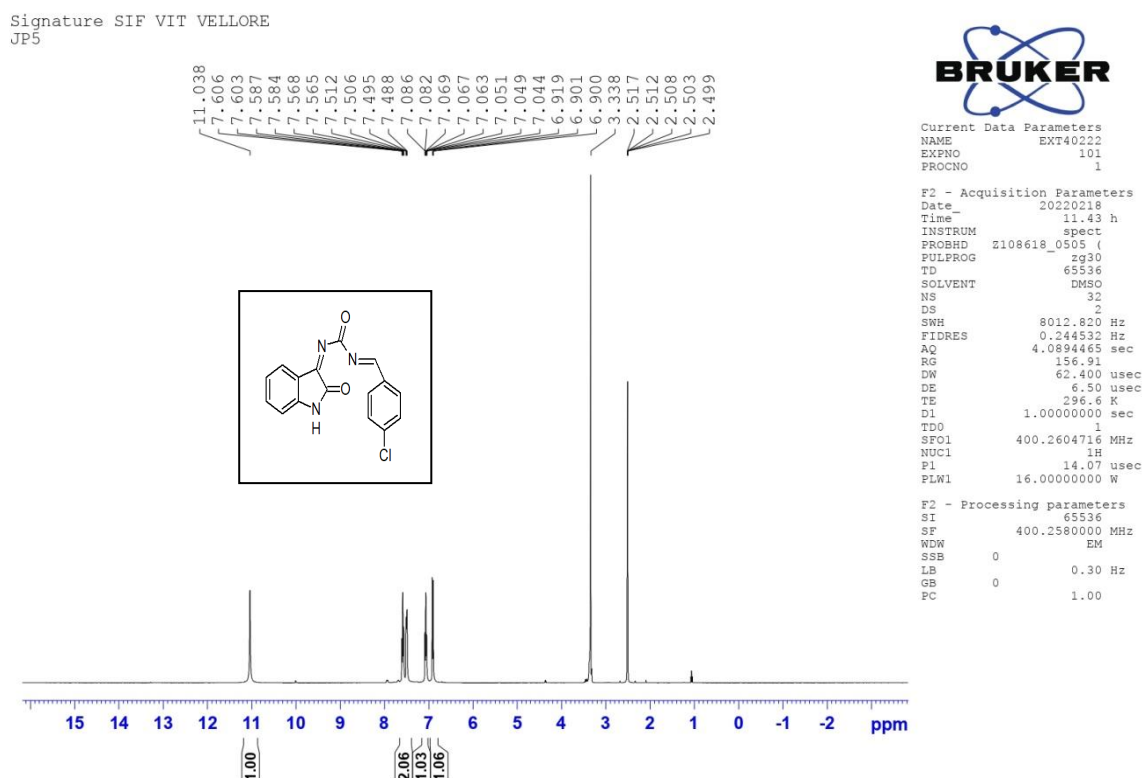 Signature SIF VIT VELLORE
JP5
11.038
7.606
7.603
7.587
7.584
7.568
7.565
7.512
7.506
7.495
7.488
7.086
7.082
7.069
7.067
7.063
7.051
7.049
7.044
6.919
6.901
6.900
3.338
2.517
2.512
2.508
2.503
2.499
BRUKER
Current Data Parameters
NAME EXT40222
EXPNO 101
PROCNO 1
F2 - Acquisition Parameters
Date_ 20220218
Time 11.43 h
INSTRUM spect
PROBHD Z108618_0505 (
PULPROG zg30
TD 65536
SOLVENT DMSO
NS 32
DS 2
SWH 8012.820 Hz
FIDRES 0.244532 Hz
AQ 4.0894465 sec
RG 156.91
DW 62.400 usec
DE 6.50 usec
TE 296.6 K
D1 1.00000000 sec
TD0 1
SFO1 400.2604716 MHz
NUC1 1H
P1 14.07 usec
PLW1 16.00000000 W
F2 - Processing parameters
SI 65536
SF 400.2580000 MHz
WDW EM
SSB 0
LB 0.30 Hz
GB 0
PC 1.00
O
N
N
O
N
H
Cl
15 14 13 12 11 10 9 8 7 6 5 4 3 2 1 0 -1 -2 ppm
1.00
2.06
1.03
1.06